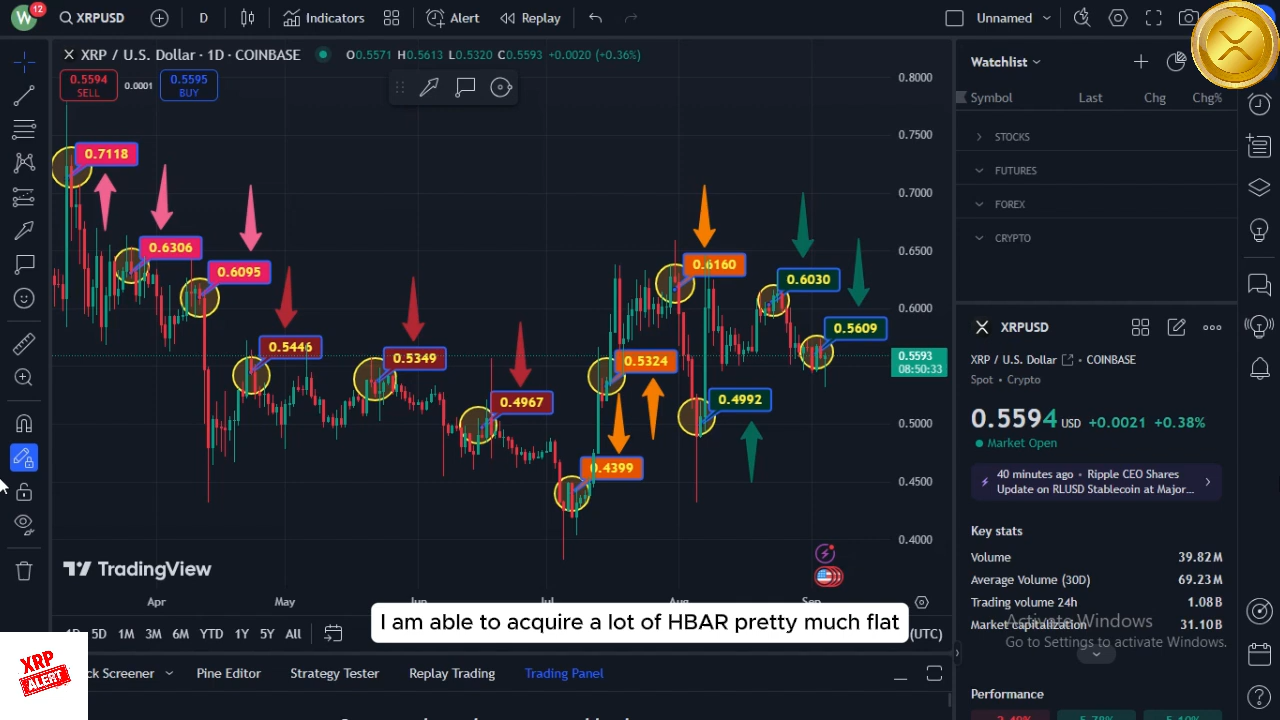 W 12 XRPUSD D Indicators Alert Replay Unnamed
XRP / U.S. Dollar · 1D · COINBASE O0.5571 H0.5613 L0.5320 C0.5593 +0.0020 (+0.36%)
0.5594 SELL 0.0001 0.5595 BUY
0.7118
0.6306
0.6095
0.5446
0.5349
0.4967
0.4399
0.5324
0.6160
0.4992
0.6030
0.5609
0.8000
0.7500
0.7000
0.6500
0.6000
0.5593
08:50:33
0.5000
0.4500
0.4000
TradingView
Apr May Jun Jul Aug Sep
I am able to acquire a lot of HBAR pretty much flat
1D 5D 1M 3M 6M YTD 1Y 5Y All (UTC)
ck Screener Pine Editor Strategy Tester Replay Trading Trading Panel
XRP
ALERT
Watchlist
Symbol Last Chg Chg%
STOCKS
FUTURES
FOREX
CRYPTO
XRPUSD
XRP / U.S. Dollar COINBASE
Spot • Crypto
0.5594 USD +0.0021 +0.38%
Market Open
40 minutes ago • Ripple CEO Shares
Update on RLUSD Stablecoin at Major...
Key stats
Volume 39.82M
Average Volume (30D) 69.23M
Trading volume 24h 1.08B
Market capitalization 31.10B
Activate Windows
Go to Settings to activate Windows.
Performance